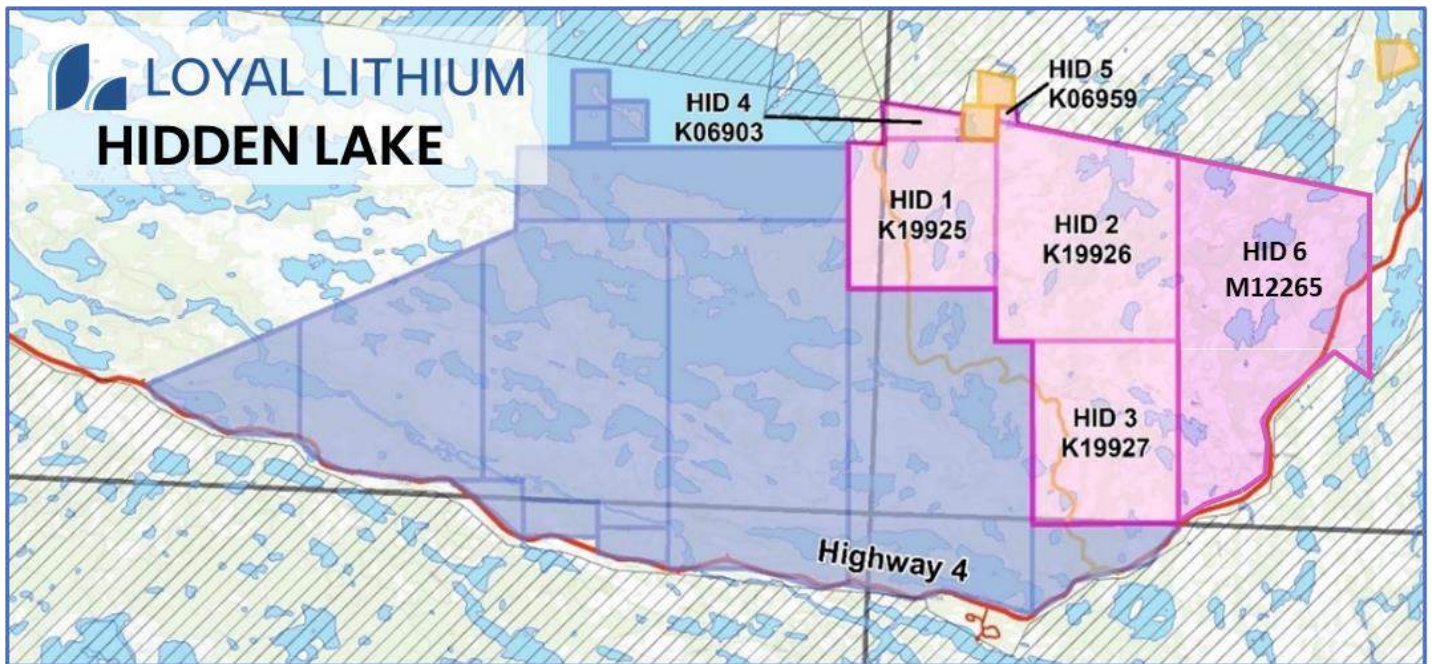 LOYAL LITHIUM
HIDDEN LAKE
HID 4
K06903
HID 5
K06959
HID 1
K19925
HID 2
K19926
HID 6
M12265
HID 3
K19927
Highway 4